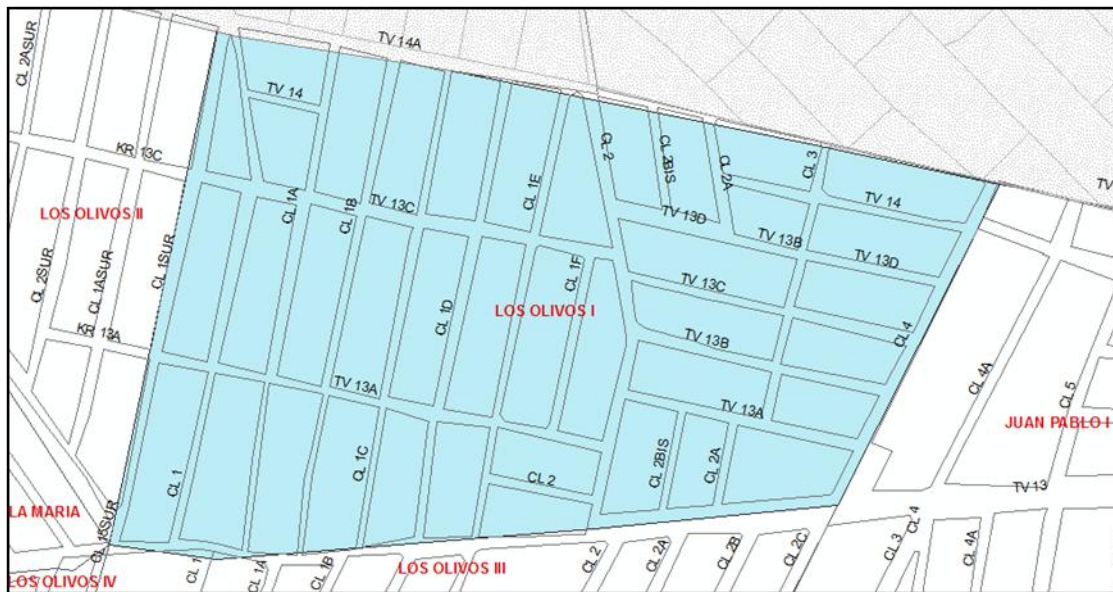 TV 14A
CL 2ASUR
TV 14
KR 13C
CL 2
CL 2BIS
CL 2A
CL 3
TV
LOS OLIVOS II
CL 1A
CL 1B
TV 13C
CL 1E
TV 13D
TV 14
TV 13B
TV 13D
CL 2SUR
CL 1ASUR
CL 1SUR
CL 1F
TV 13C
CL 1D
LOS OLIVOS I
KR 13A
TV 13B
CL 4
TV 13A
CL 4A
CL 5
TV 13A
JUAN PABLO I
CL 1
CL 1C
CL 2
CL 2BIS
CL 2A
TV 13
LA MARIA
CL 1
CL 1A
CL 1B
LOS OLIVOS III
CL 2
CL 2A
CL 2B
CL 2C
CL 3
CL 4
CL 4A
LOS OLIVOS IV